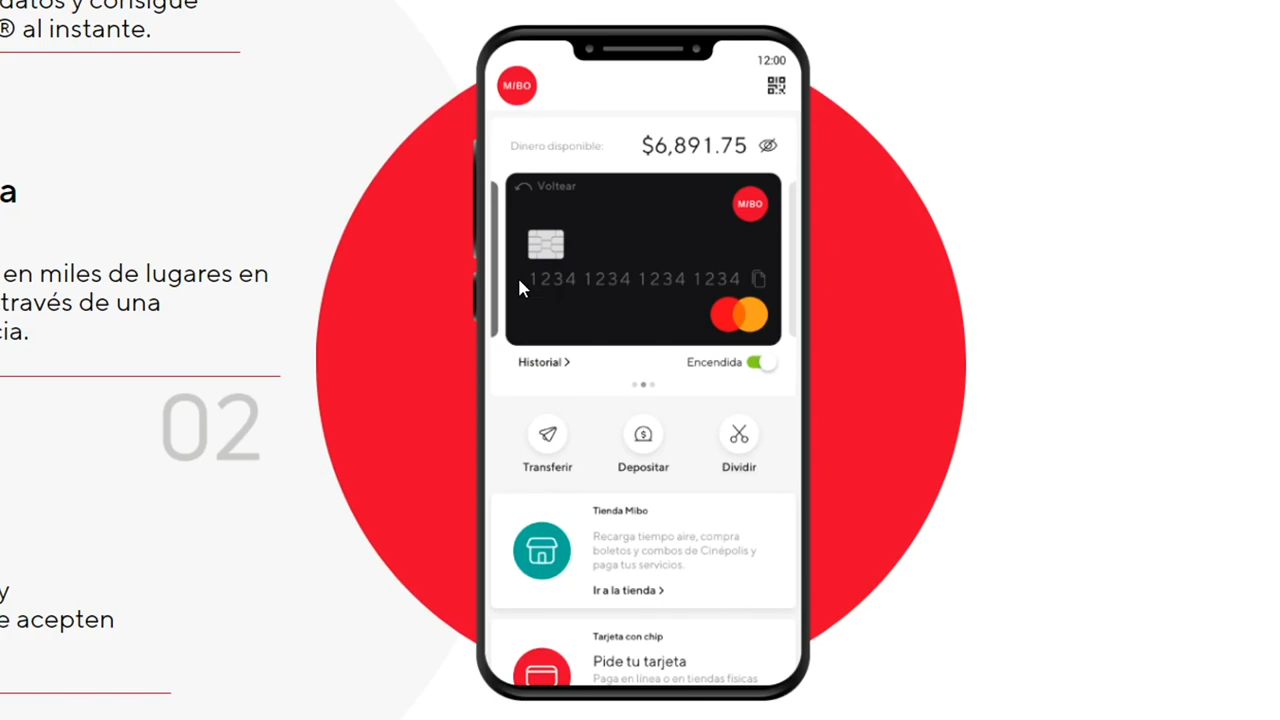 datos y consigue
® al instante.
a
en miles de lugares en
través de una
cia.
02
y
e acepten
12:00
M/BO
Dinero disponible: $6,891.75
Voltear
M/BO
1234 1234 1234 1234
Historial > Encendida
Transferir Depositar Dividir
Tienda Mibo
Recarga tiempo aire, compra
boletos y combos de Cinépolis y
paga tus servicios.
Ir a la tienda >
Tarjeta con chip
Pide tu tarjeta
Paga en línea o en tiendas físicas